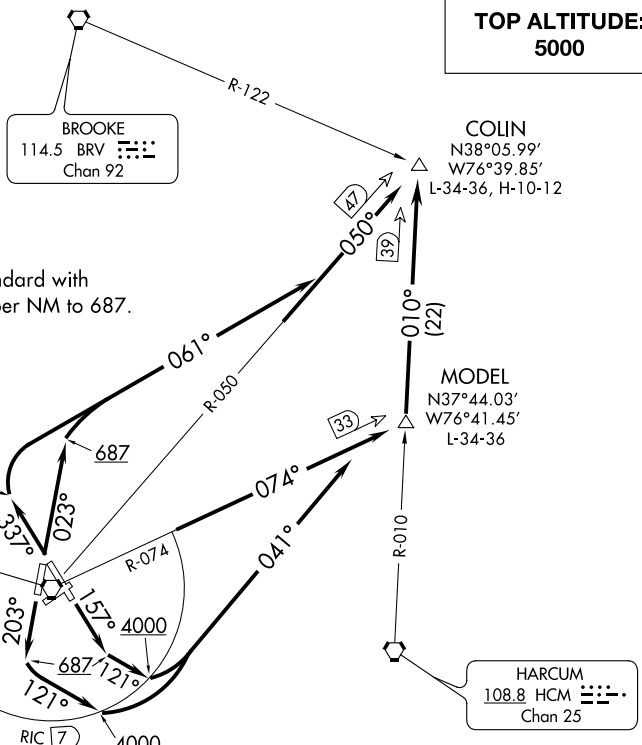 TOP ALTITUDE:
5000
R-122
BROOKE
114.5 BRV
Chan 92
COLIN
N38°05.99′
W76°39.85′
L-34-36, H-10-12
47
050°
39
ndard with
per NM to 687.
061°
010°
(22)
R-050
MODEL
N37°44.03′
W76°41.45′
L-34-36
33
687
074°
023°
337°
041°
R-074
R-010
157°
4000
203°
687′
121°
121°
HARCUM
108.8 HCM
Chan 25
RIC 7
4000